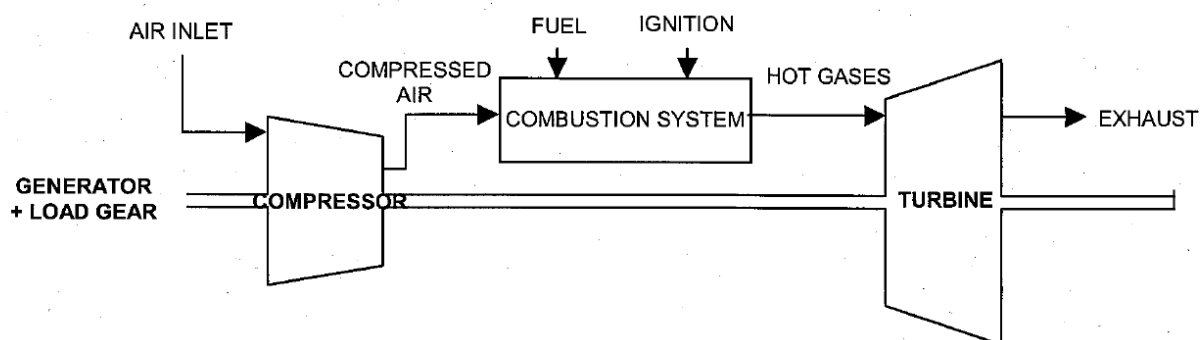 AIR INLET
FUEL
IGNITION
COMPRESSED
AIR
HOT GASES
COMBUSTION SYSTEM
EXHAUST
GENERATOR
+ LOAD GEAR
COMPRESSOR
TURBINE